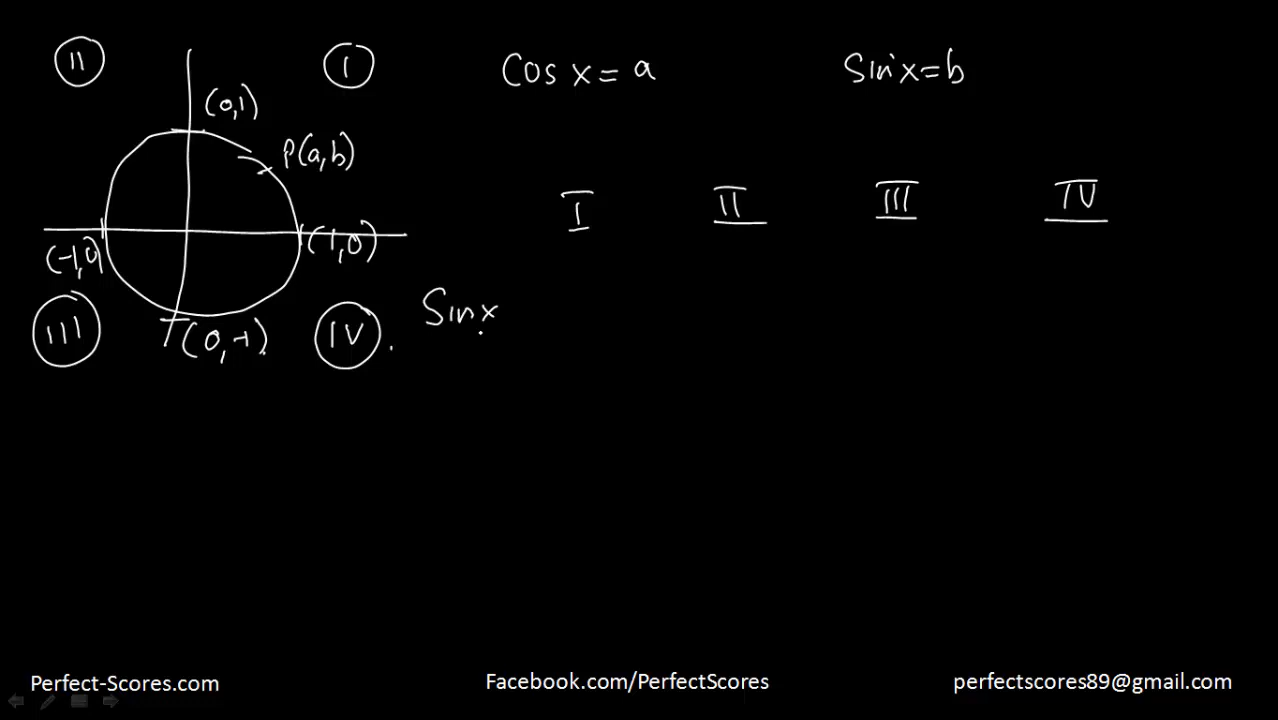 II
I
Cos x = a
Sin x = b
(0,1)
P(a,b)
I
II
III
IV
(-1,0)
(1,0)
Sin x
III
(0,-1)
IV
Perfect-Scores.com
Facebook.com/PerfectScores
perfectscores89@gmail.com